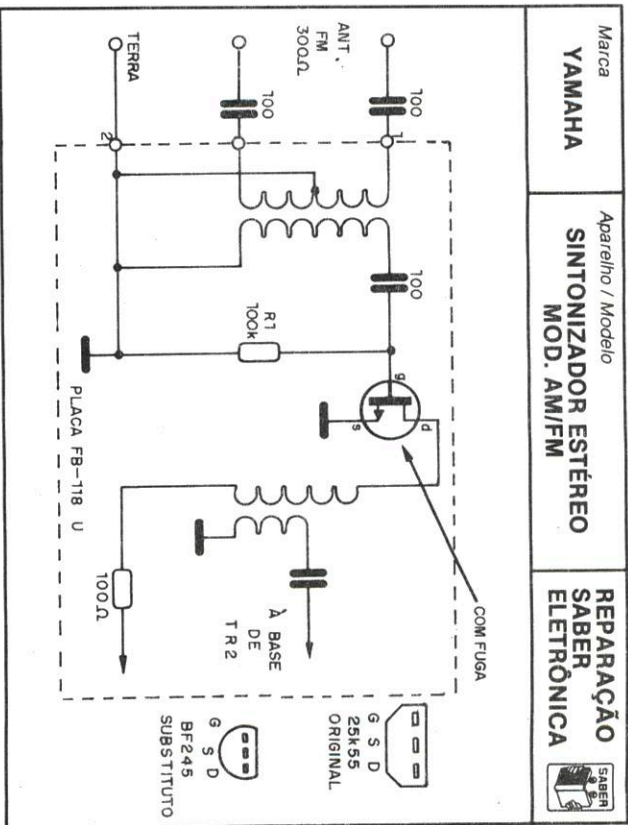 Marca
YAMAHA
Aparelho / Modelo
SINTONIZADOR ESTÉREO
MOD. AM/FM
REPARAÇÃO
SABER
ELETRÔNICA
SABER
ANT.
FM
300Ω
TERRA
100
100
1
2
100
R1
100k
g
d
s
COM FUGA
PLACA FB-118 U
100Ω
À BASE
DE
TR2
G S D
25k55
ORIGINAL
G S D
BF245
SUBSTITUTO